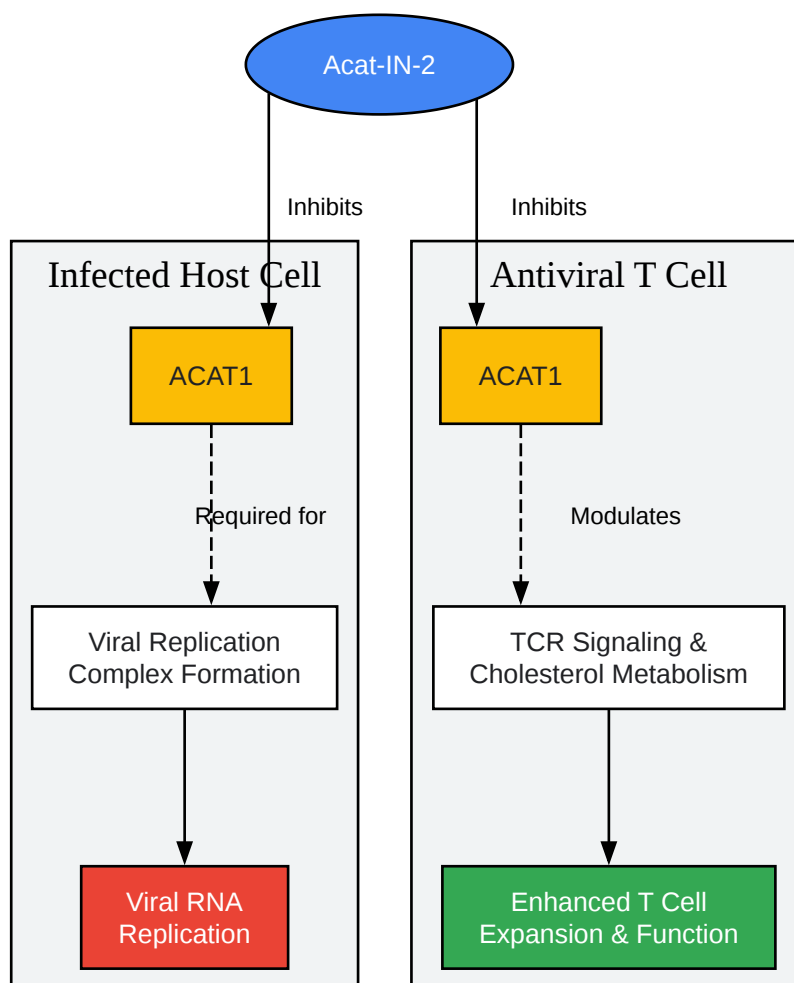 Acat-IN-2
Inhibits
Inhibits
Infected Host Cell
Antiviral T Cell
ACAT1
ACAT1
Required for
Modulates
Viral Replication
Complex Formation
TCR Signaling &
Cholesterol Metabolism
Viral RNA
Replication
Enhanced T Cell
Expansion & Function